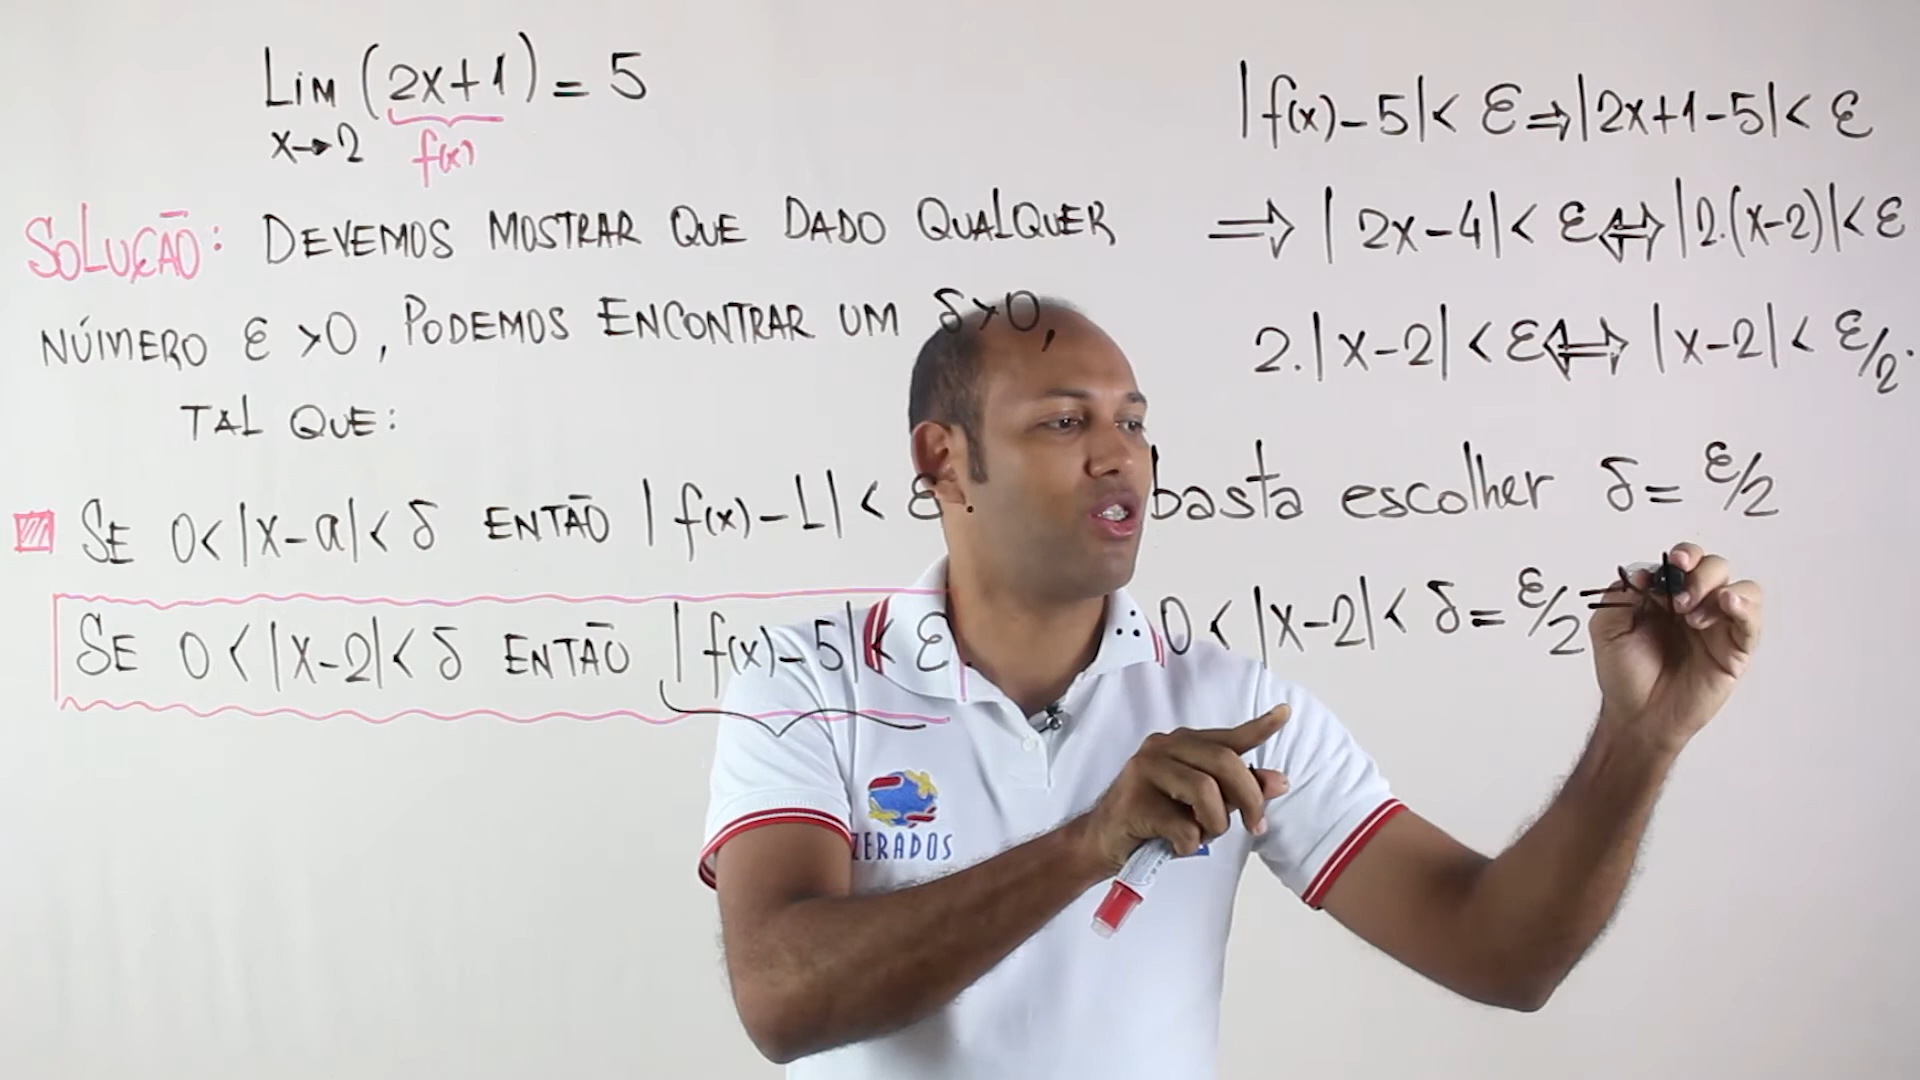 Lim (2x+1) = 5
x→2 f(x)
SOLUÇÃO: DEVEMOS MOSTRAR QUE DADO QUALQUER
NÚMERO ε >0, PODEMOS ENCONTRAR UM δ>0,
TAL QUE:
SE 0<|x-a|<δ ENTÃO |f(x)-L|<ε.
SE 0<|x-2|<δ ENTÃO |f(x)-5|<ε.
|f(x)-5|<ε⇒|2x+1-5|<ε
⇒|2x-4|<ε⇔|2.(x-2)|<ε
2.|x-2|<ε⇔|x-2|<ε/2.
basta escolher δ=ε/2
∴ 0<|x-2|<δ=ε/2
ZERADOS